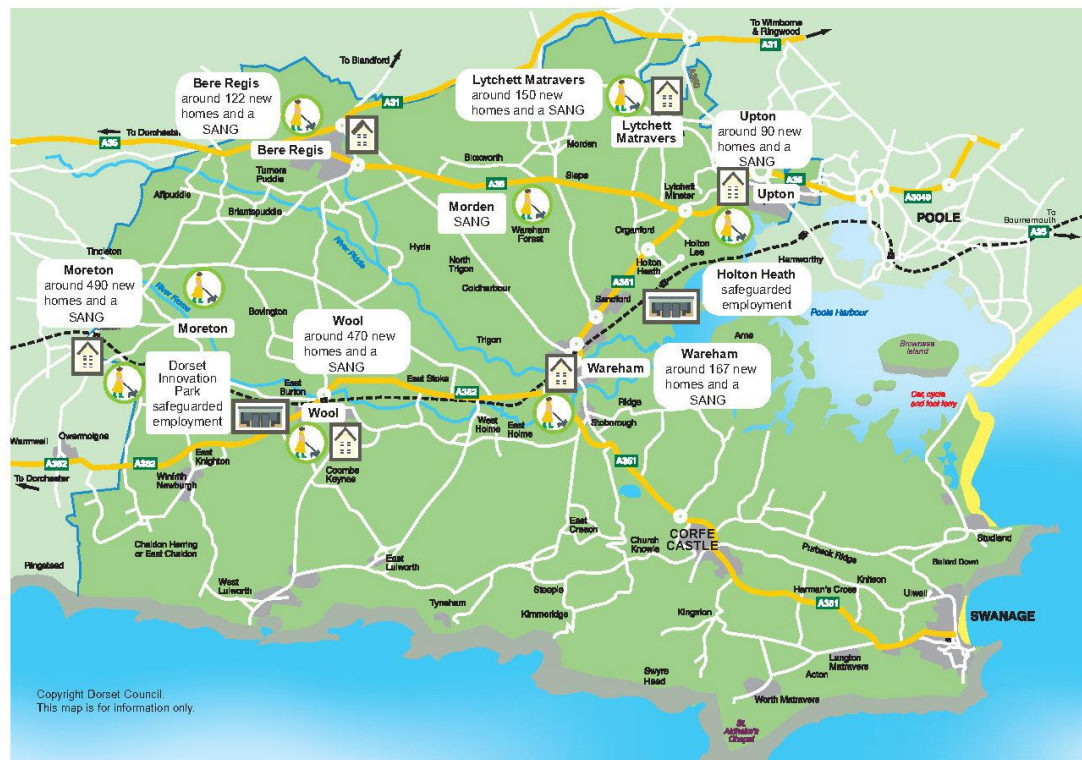 To Wimborne
& Ringwood
A31
To Blandford
Bere Regis
around 122 new
homes and a
SANG
A31
Lytchett Matravers
around 150 new
homes and a
SANG
Lytchett
Matravers
Upton
around 90 new
homes and a
SANG
To Dorchester
A35
Bere Regis
Turners
Puddle
Bloxworth
Morden
Affpuddle
Briantspuddle
A35
Slepe
Lytchett
Minster
Upton
A35
A3049
POOLE
To
Bournemouth
A35
Morden
SANG
Wareham
Forest
Organford
Holton
Lee
Hamworthy
Tincleton
River Piddle
Hyde
North
Trigon
Coldharbour
Holton
Heath
A351
Holton Heath
safeguarded
employment
Moreton
around 490 new
homes and a
SANG
River Frome
Bovington
Moreton
Sandford
Poole Harbour
Wool
around 470 new
homes and a
SANG
Trigon
Arne
Brownsea
Island
Dorset
Innovation
Park
safeguarded
employment
East
Burton
East Stoke
A352
Wareham
Wareham
around 167 new
homes and a
SANG
Car, cycle
and foot ferry
Wool
Ridge
Stoborough
West
Holme
East
Holme
Warmwell
Owermoigne
A352
To Dorchester
A352
East
Knighton
Winfrith
Newburgh
Coombe
Keynes
A351
East
Creech
Church
Knowle
CORFE
CASTLE
Studland
Chaldon Herring
or East Chaldon
Purbeck Ridge
Ballard Down
Ringstead
East
Lulworth
West
Lulworth
Steeple
Knitson
Harman's Cross
Ulwell
Tyneham
Kimmeridge
Kingston
A351
SWANAGE
Langton
Matravers
Acton
Swyre
Head
Worth Matravers
Copyright Dorset Council.
This map is for information only.
St.
Aldhelm's
Chapel